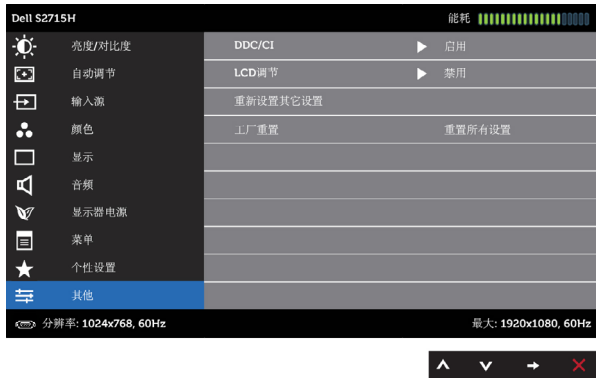 Dell S2715H 能耗
亮度/对比度 DDC/CI 启用
自动调节 LCD调节 禁用
输入源 重新设置其它设置
颜色 工厂重置 重置所有设置
显示
音频
显示器电源
菜单
个性设置
其他
分辨率: 1024x768, 60Hz 最大: 1920x1080, 60Hz